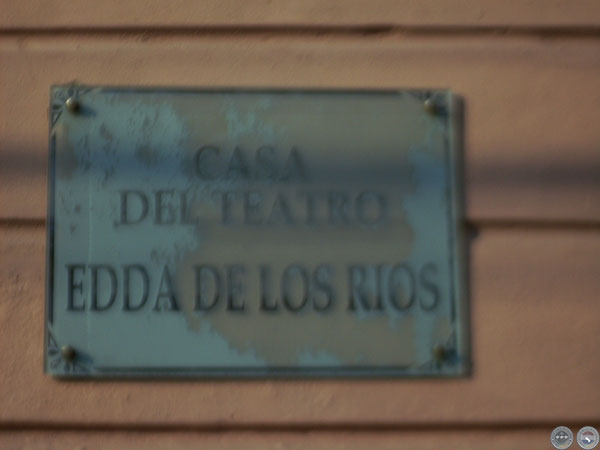 CASA
DEL TEATRO
EDDA DE LOS RIOS